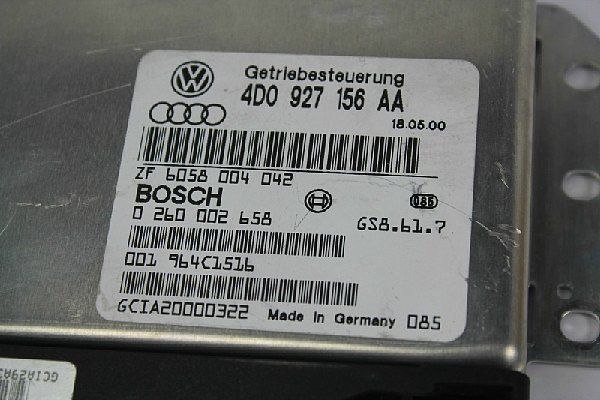 Getriebesteuerung
4D0 927 156 AA
18.05.00
ZF 6058 004 042
BOSCH
0 260 002 658
085
GS8.61.7
001 964C1516
GCIA20000322 Made in Germany 085